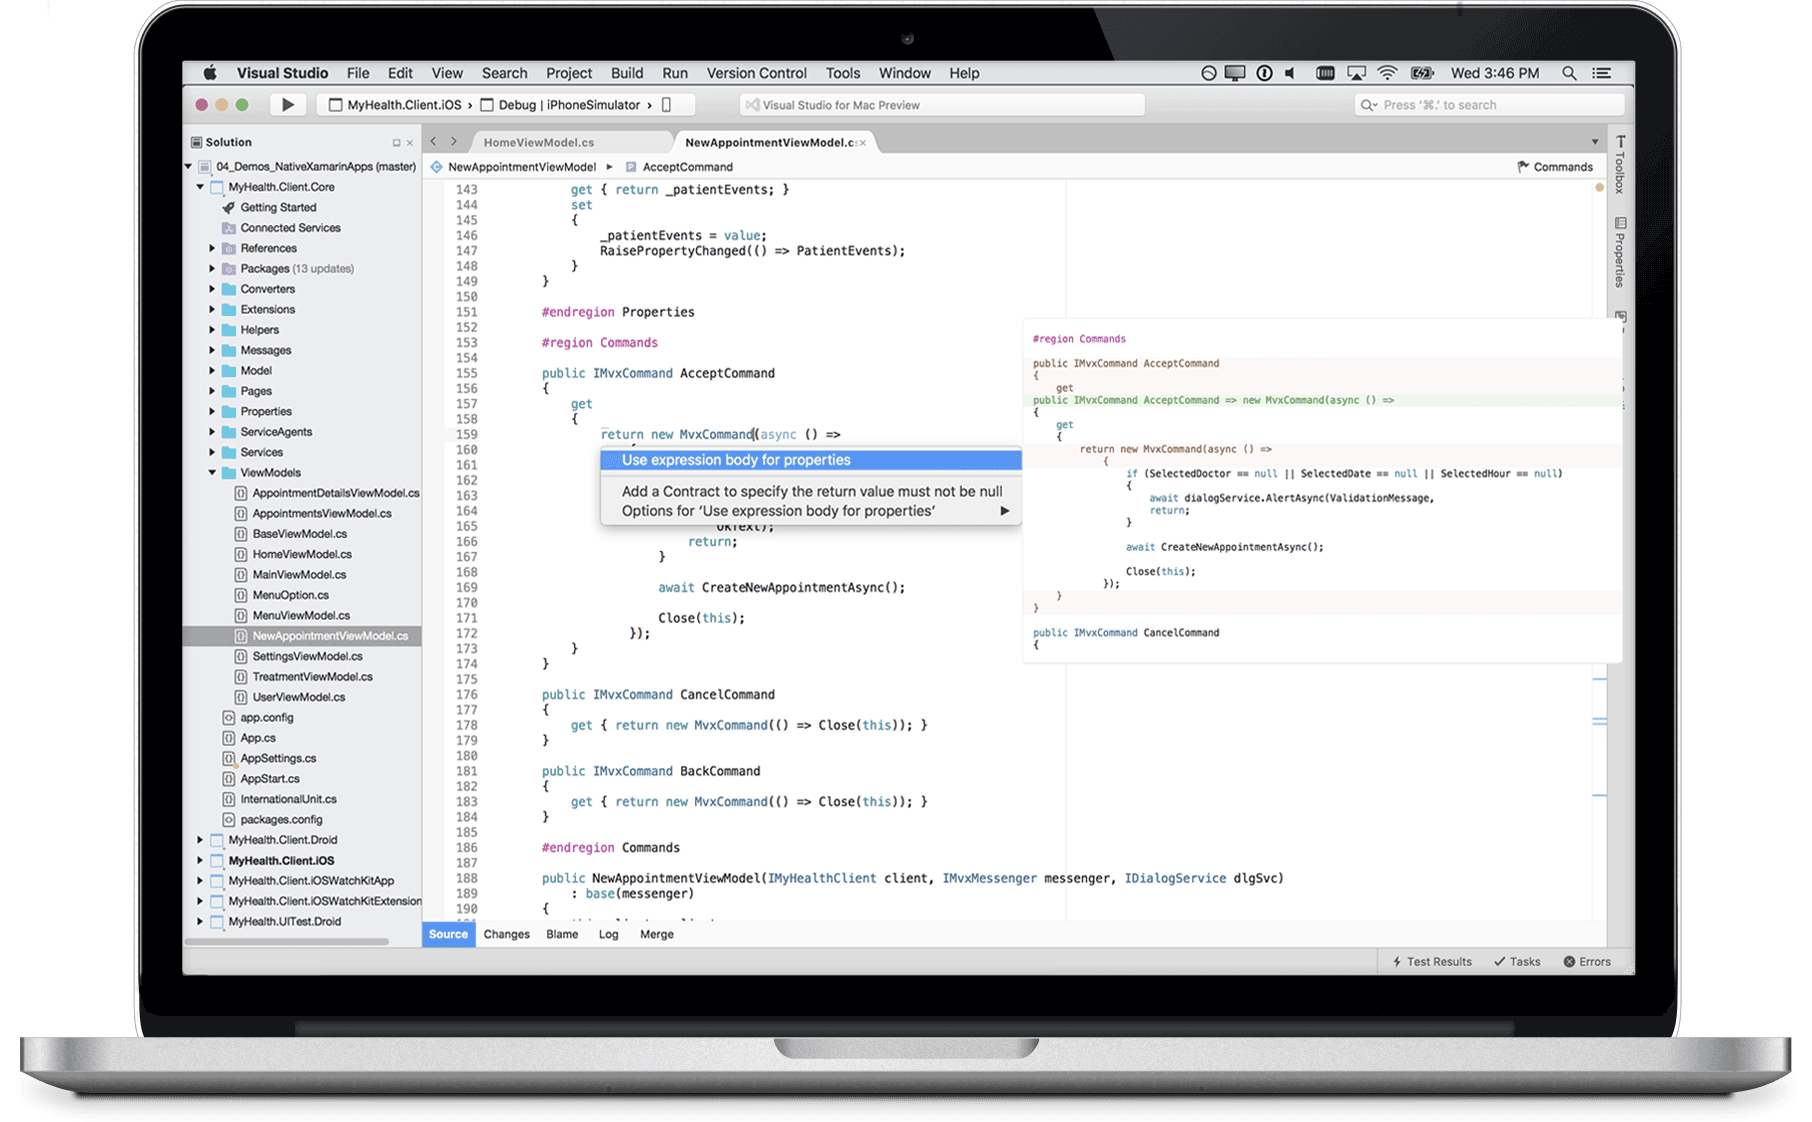 Visual Studio File Edit View Search Project Build Run Version Control Tools Window Help Wed 3:46 PM
MyHealth.Client.iOS › Debug | iPhoneSimulator › Visual Studio for Mac Preview Press '⌘.' to search
Solution
04_Demos_NativeXamarinApps (master)
MyHealth.Client.Core
Getting Started
Connected Services
References
Packages (13 updates)
Converters
Extensions
Helpers
Messages
Model
Pages
Properties
ServiceAgents
Services
ViewModels
AppointmentDetailsViewModel.cs
AppointmentsViewModel.cs
BaseViewModel.cs
HomeViewModel.cs
MainViewModel.cs
MenuOption.cs
MenuViewModel.cs
NewAppointmentViewModel.cs
SettingsViewModel.cs
TreatmentViewModel.cs
UserViewModel.cs
app.config
App.cs
AppSettings.cs
AppStart.cs
InternationalUnit.cs
packages.config
MyHealth.Client.Droid
MyHealth.Client.iOS
MyHealth.Client.iOSWatchKitApp
MyHealth.Client.iOSWatchKitExtension
MyHealth.UITest.Droid
HomeViewModel.cs NewAppointmentViewModel.cs
NewAppointmentViewModel ▸ AcceptCommand Commands
143 get { return _patientEvents; }
144 set
145 {
146 _patientEvents = value;
147 RaisePropertyChanged(() => PatientEvents);
148 }
149 }
150
151 #endregion Properties
152
153 #region Commands
154
155 public IMvxCommand AcceptCommand
156 {
157 get
158 {
159 return new MvxCommand(async () =>
160
161
162
163
164
165 OkText);
166 return;
167 }
168
169 await CreateNewAppointmentAsync();
170
171 Close(this);
172 });
173 }
174 }
175
176 public IMvxCommand CancelCommand
177 {
178 get { return new MvxCommand(() => Close(this)); }
179 }
180
181 public IMvxCommand BackCommand
182 {
183 get { return new MvxCommand(() => Close(this)); }
184 }
185
186 #endregion Commands
187
188 public NewAppointmentViewModel(IMyHealthClient client, IMvxMessenger messenger, IDialogService dlgSvc)
189 : base(messenger)
190 {
Use expression body for properties
Add a Contract to specify the return value must not be null
Options for 'Use expression body for properties'
#region Commands
public IMvxCommand AcceptCommand
{
get
public IMvxCommand AcceptCommand => new MvxCommand(async () =>
{
get
{
return new MvxCommand(async () =>
{
if (SelectedDoctor == null || SelectedDate == null || SelectedHour == null)
{
await dialogService.AlertAsync(ValidationMessage,
return;
}
await CreateNewAppointmentAsync();
Close(this);
});
}
}
public IMvxCommand CancelCommand
{
Toolbox
Properties
Source Changes Blame Log Merge
Test Results Tasks Errors